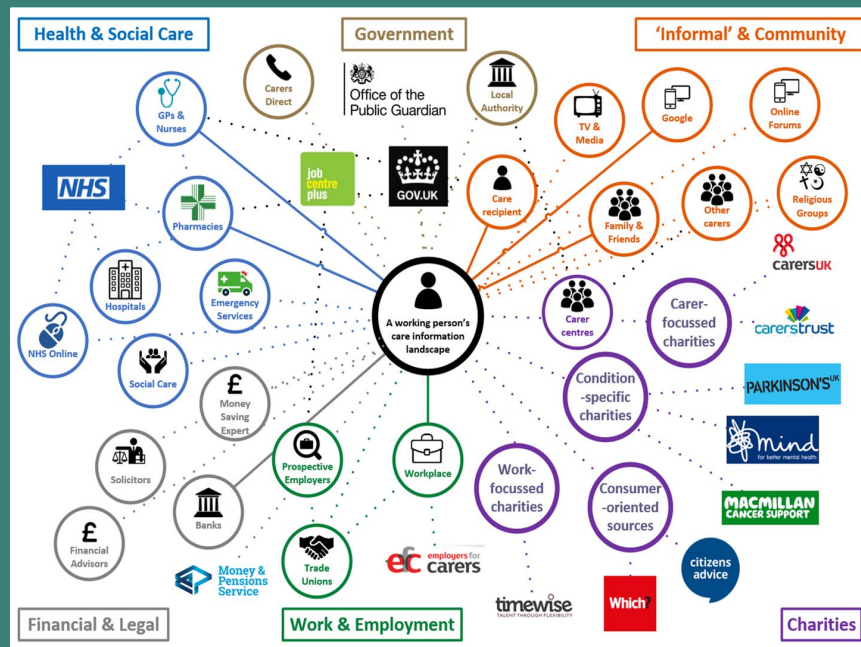 Health & Social Care
Government
‘Informal’ & Community
GPs &
Nurses
Carers
Direct
Office of the
Public Guardian
Local
Authority
TV &
Media
Google
Online
Forums
NHS
job
centre
plus
GOV.UK
Care
recipient
Pharmacies
Family &
Friends
Other
carers
Religious
Groups
carersUK
Hospitals
Emergency
Services
A working person’s
care information
landscape
Carer
centres
Carer-
focussed
charities
carerstrust
NHS Online
Social Care
Condition
-specific
charities
PARKINSON'S UK
£
Money
Saving
Expert
mind
for better mental health
Solicitors
Prospective
Employers
Workplace
Work-
focussed
charities
Consumer
-oriented
sources
MACMILLAN
CANCER SUPPORT
Banks
£
Financial
Advisors
Money &
Pensions
Service
Trade
Unions
efc employers for
carers
citizens
advice
timewise
TALENT THROUGH FLEXIBILITY
Which?
Financial & Legal
Work & Employment
Charities